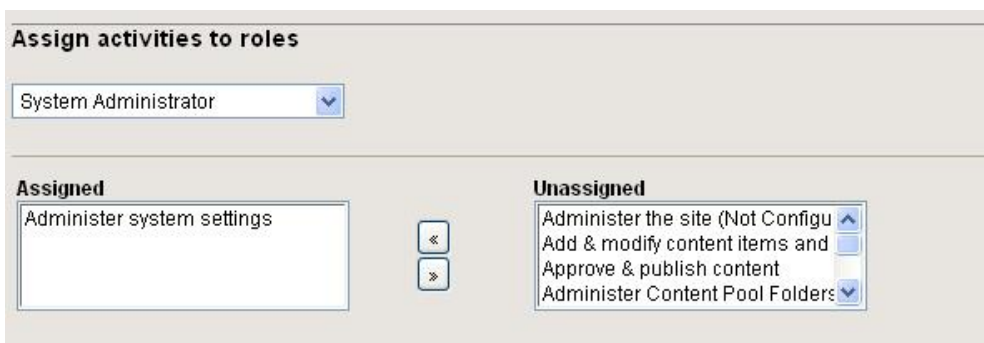 Assign activities to roles
System Administrator
Assigned
Administer system settings
«
»
Unassigned
Administer the site (Not Configu
Add & modify content items and
Approve & publish content
Administer Content Pool Folders